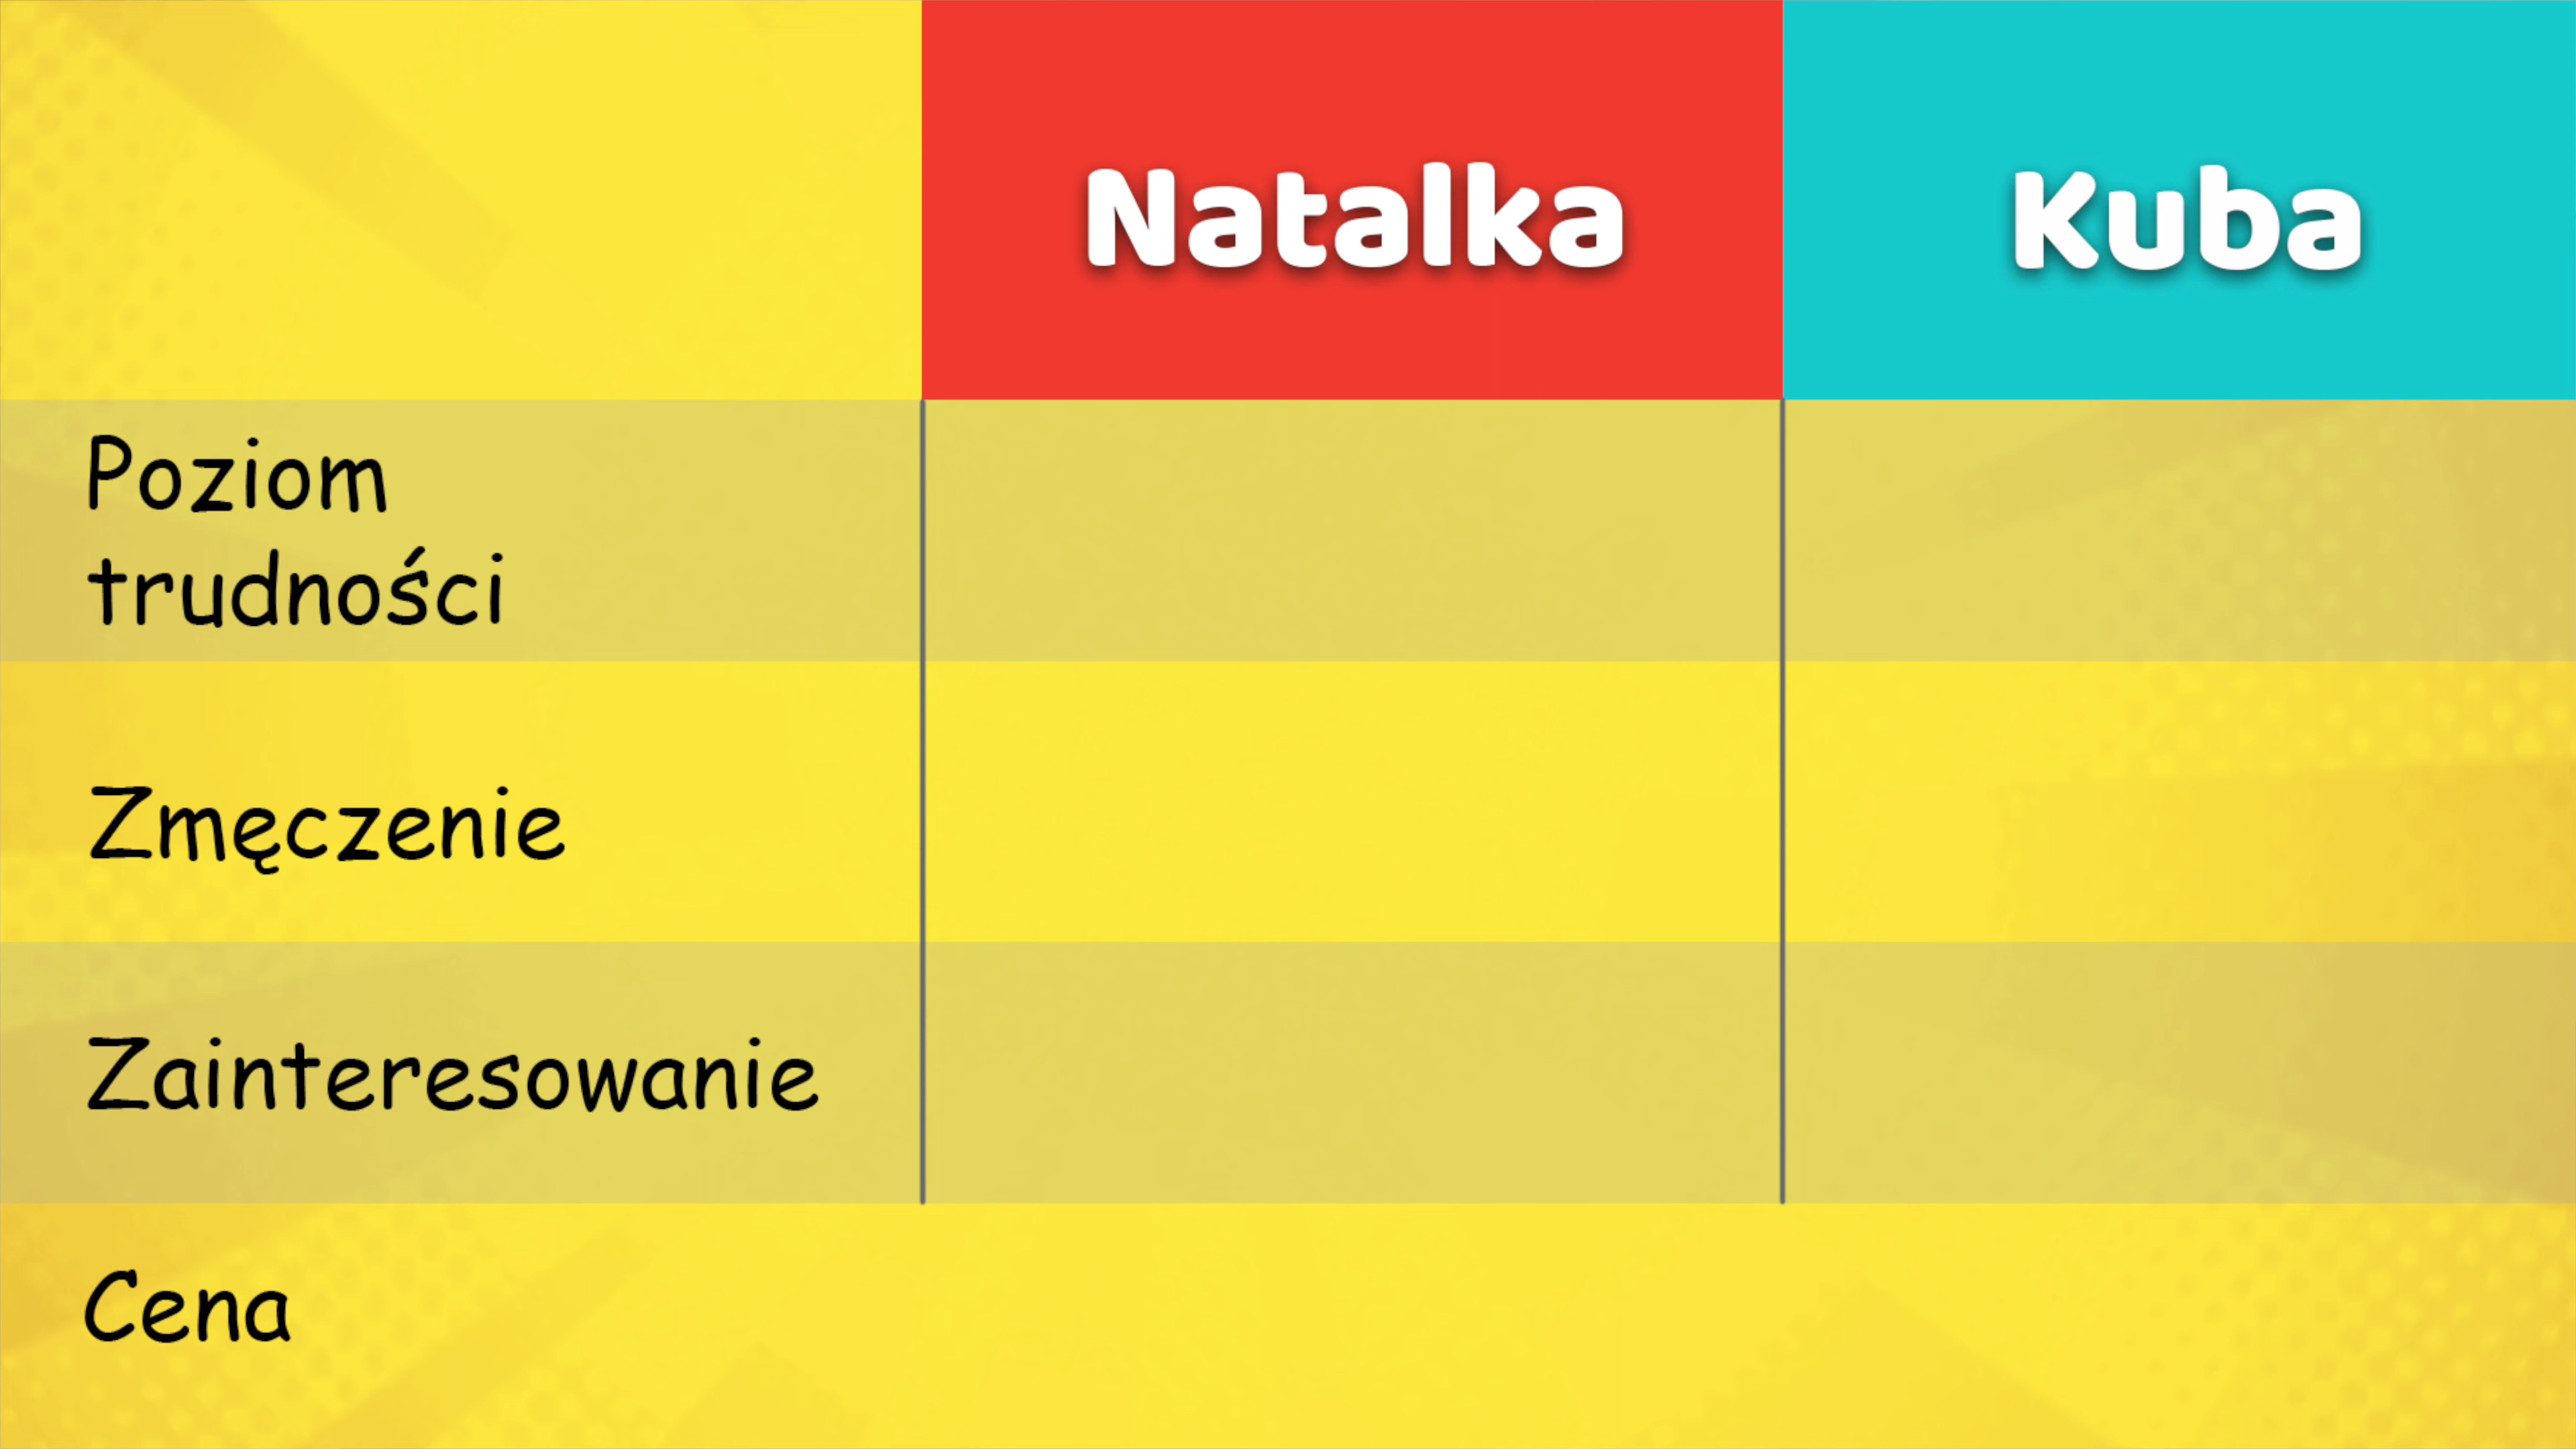 Natalka Kuba
Poziom
trudności
Zmęczenie
Zainteresowanie
Cena